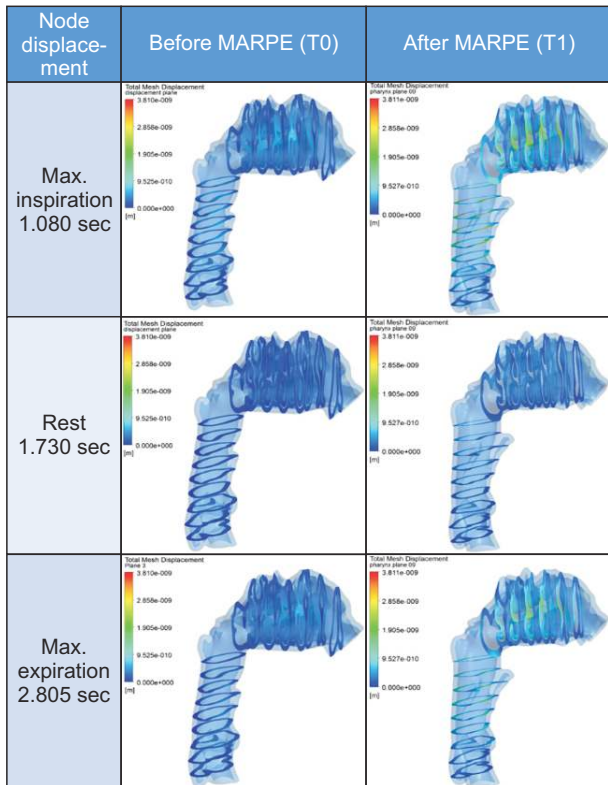 Node
displace-
ment
Before MARPE (T0)
After MARPE (T1)
Max.
inspiration
1.080 sec
Total Mesh Displacement
displacement plane
3.810e-009
2.858e-009
1.905e-009
9.525e-010
0.000e+000
[m]
Total Mesh Displacement
pharynx plane 09
3.811e-009
2.858e-009
1.905e-009
9.527e-010
0.000e+000
[m]
Rest
1.730 sec
Total Mesh Displacement
displacement plane
3.810e-009
2.858e-009
1.905e-009
9.525e-010
0.000e+000
[m]
Total Mesh Displacement
pharynx plane 09
3.811e-009
2.858e-009
1.905e-009
9.527e-010
0.000e+000
[m]
Max.
expiration
2.805 sec
Total Mesh Displacement
Plane 3
3.810e-009
2.858e-009
1.905e-009
9.525e-010
0.000e+000
[m]
Total Mesh Displacement
pharynx plane 09
3.811e-009
2.858e-009
1.905e-009
9.527e-010
0.000e+000
[m]